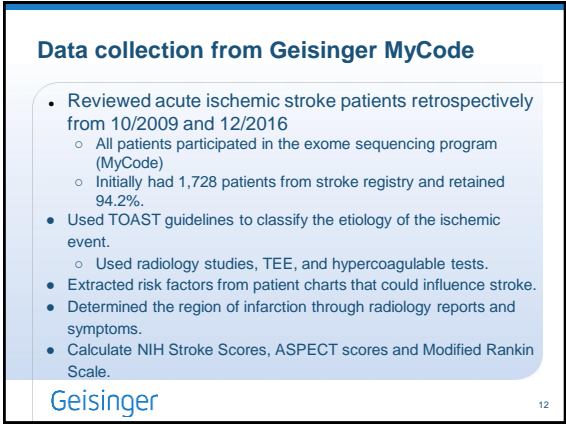 Data collection from Geisinger MyCode
• Reviewed acute ischemic stroke patients retrospectively
from 10/2009 and 12/2016
○ All patients participated in the exome sequencing program
(MyCode)
○ Initially had 1,728 patients from stroke registry and retained
94.2%.
● Used TOAST guidelines to classify the etiology of the ischemic
event.
○ Used radiology studies, TEE, and hypercoagulable tests.
● Extracted risk factors from patient charts that could influence stroke.
● Determined the region of infarction through radiology reports and
symptoms.
● Calculate NIH Stroke Scores, ASPECT scores and Modified Rankin
Scale.
Geisinger
12